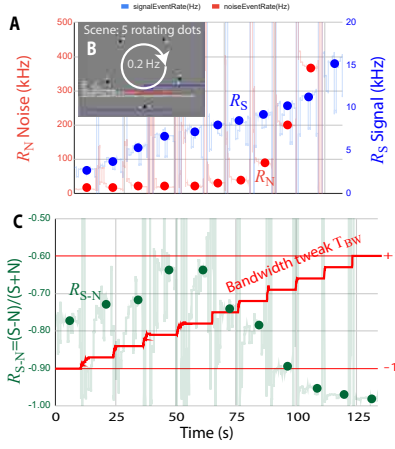 signalEventRate(Hz) noiseEventRate(Hz)
A
500
400
300
200
100
0
R_N Noise (kHz)
Scene: 5 rotating dots
B
0.2 Hz
R_S
R_N
20
15
10
5
0
R_S Signal (kHz)
C
-0.50
-0.60
-0.70
-0.80
-0.90
-1.00
R_S-N=(S-N)/(S+N)
R_S-N
Bandwidth tweak T_BW
-1
0 25 50 75 100 125
Time (s)